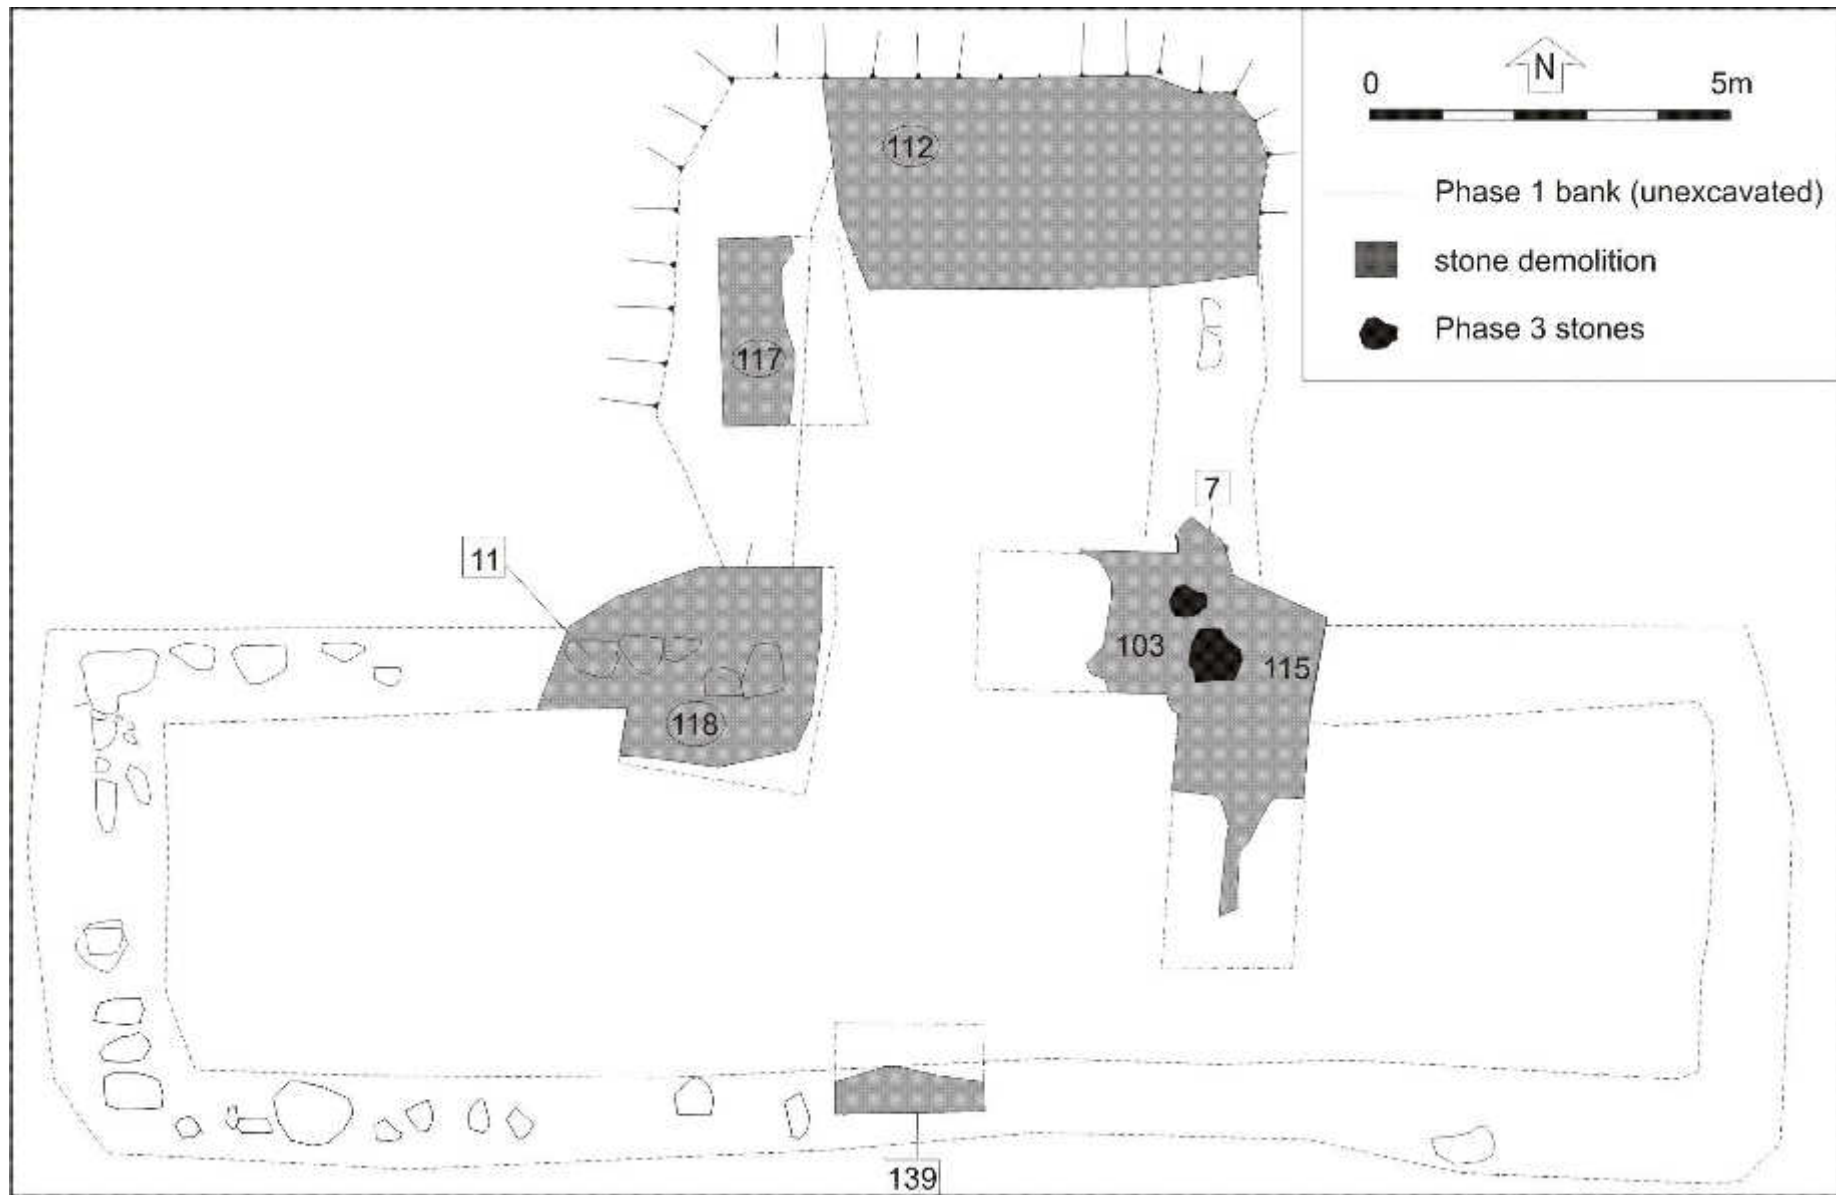 N
0 5m
112
Phase 1 bank (unexcavated)
stone demolition
Phase 3 stones
117
7
11
103
115
118
139